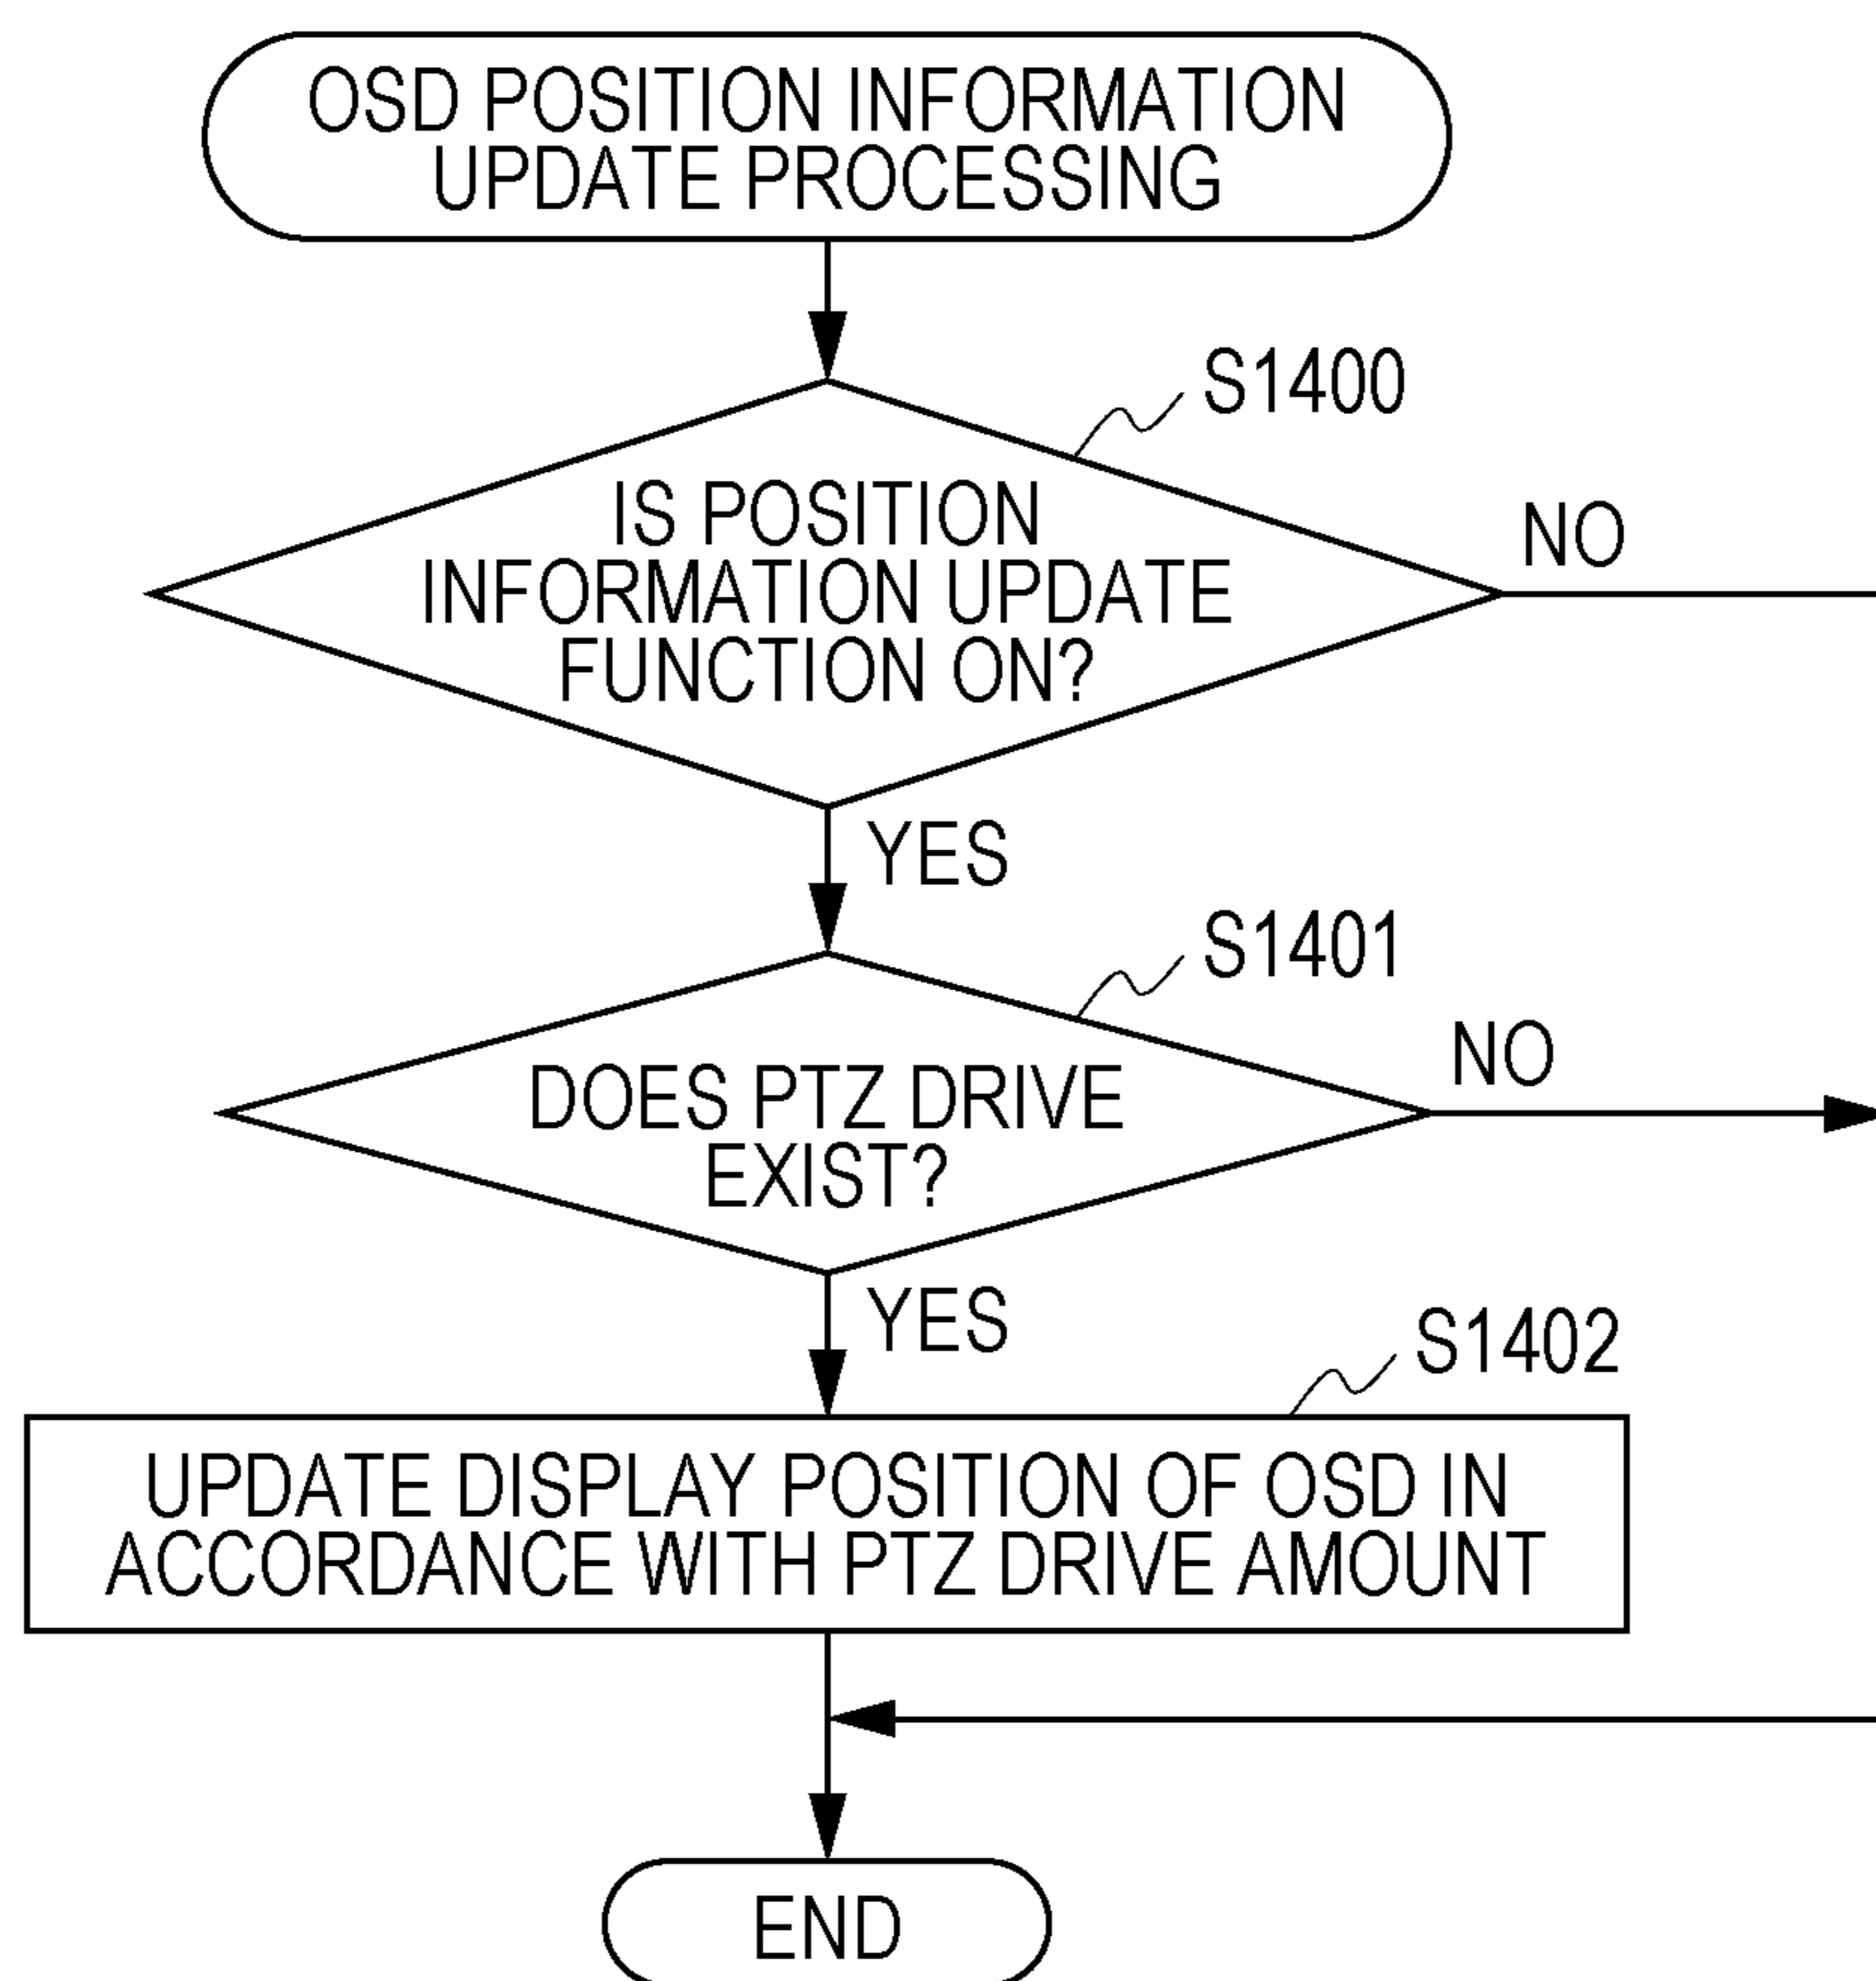 OSD POSITION INFORMATION
UPDATE PROCESSING
S1400
IS POSITION
INFORMATION UPDATE
FUNCTION ON?
NO
YES
S1401
DOES PTZ DRIVE
EXIST?
NO
YES
S1402
UPDATE DISPLAY POSITION OF OSD IN
ACCORDANCE WITH PTZ DRIVE AMOUNT
END